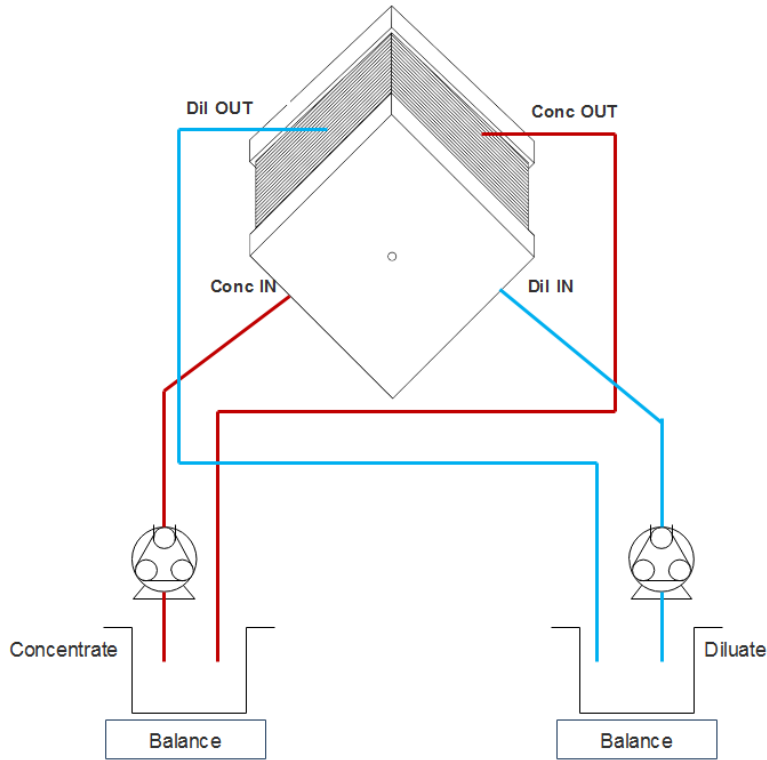 Dil OUT
Conc OUT
Conc IN
Dil IN
Concentrate
Diluate
Balance
Balance